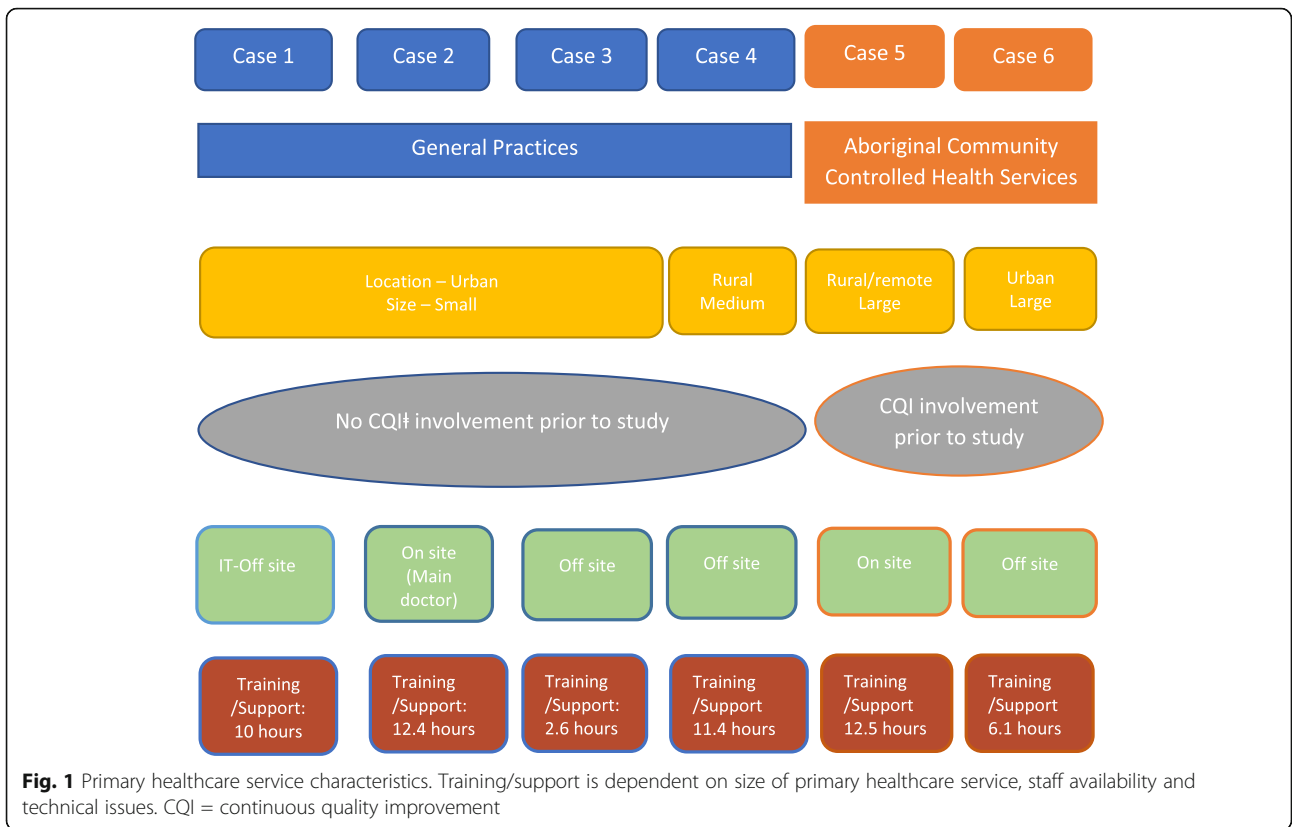 Case 1
Case 2
Case 3
Case 4
Case 5
Case 6
General Practices
Aboriginal Community
Controlled Health Services
Location – Urban
Size – Small
Rural
Medium
Rural/remote
Large
Urban
Large
No CQIǂ involvement prior to study
CQI involvement
prior to study
IT-Off site
On site
(Main
doctor)
Off site
Off site
On site
Off site
Training
/Support:
10 hours
Training
/Support:
12.4 hours
Training
/Support:
2.6 hours
Training
/Support
11.4 hours
Training
/Support
12.5 hours
Training
/Support
6.1 hours
Fig. 1 Primary healthcare service characteristics. Training/support is dependent on size of primary healthcare service, staff availability and
technical issues. CQI = continuous quality improvement